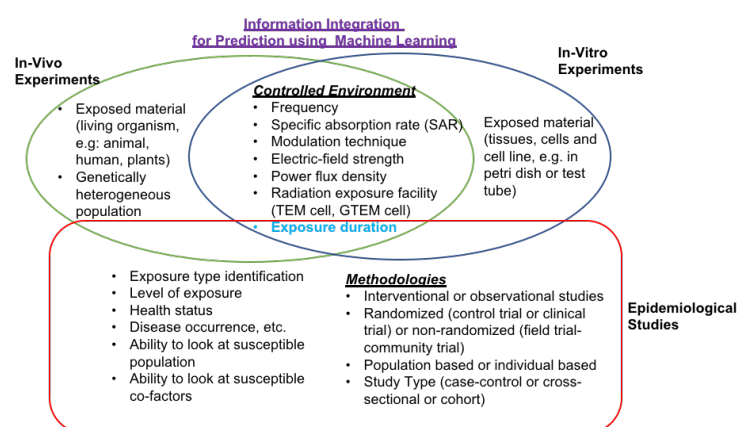 Information Integration
for Prediction using Machine Learning
In-Vivo
Experiments
In-Vitro
Experiments
• Exposed material
(living organism,
e.g: animal,
human, plants)
• Genetically
heterogeneous
population
Controlled Environment
• Frequency
• Specific absorption rate (SAR)
• Modulation technique
• Electric-field strength
• Power flux density
• Radiation exposure facility
(TEM cell, GTEM cell)
• Exposure duration
Exposed material
(tissues, cells and
cell line, e.g. in
petri dish or test
tube)
• Exposure type identification
• Level of exposure
• Health status
• Disease occurrence, etc.
• Ability to look at susceptible
population
• Ability to look at susceptible
co-factors
Methodologies
• Interventional or observational studies
• Randomized (control trial or clinical
trial) or non-randomized (field trial-
community trial)
• Population based or individual based
• Study Type (case-control or cross-
sectional or cohort)
Epidemiological
Studies